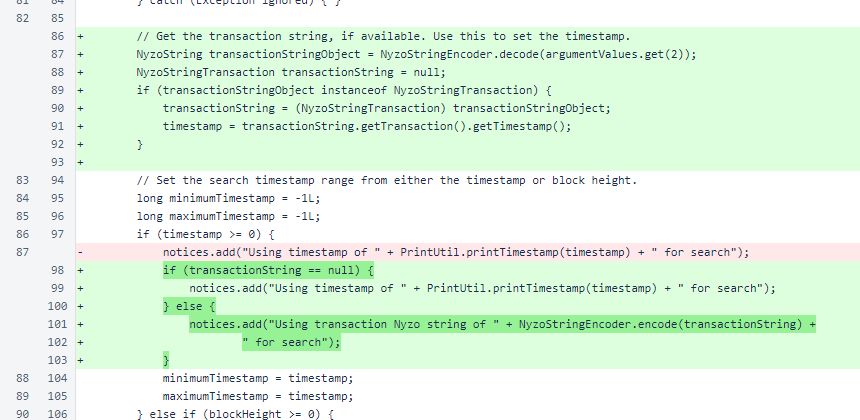 81 84 } catch (Exception ignored) { }
82 85
86 + // Get the transaction string, if available. Use this to set the timestamp.
87 + NyzoString transactionStringObject = NyzoStringEncoder.decode(argumentValues.get(2));
88 + NyzoStringTransaction transactionString = null;
89 + if (transactionStringObject instanceof NyzoStringTransaction) {
90 + transactionString = (NyzoStringTransaction) transactionStringObject;
91 + timestamp = transactionString.getTransaction().getTimestamp();
92 + }
93 +
83 94 // Set the search timestamp range from either the timestamp or block height.
84 95 long minimumTimestamp = -1L;
85 96 long maximumTimestamp = -1L;
86 97 if (timestamp >= 0) {
87 - notices.add("Using timestamp of " + PrintUtil.printTimestamp(timestamp) + " for search");
98 + if (transactionString == null) {
99 + notices.add("Using timestamp of " + PrintUtil.printTimestamp(timestamp) + " for search");
100 + } else {
101 + notices.add("Using transaction Nyzo string of " + NyzoStringEncoder.encode(transactionString) +
102 + " for search");
103 + }
88 104 minimumTimestamp = timestamp;
89 105 maximumTimestamp = timestamp;
90 106 } else if (blockHeight >= 0) {